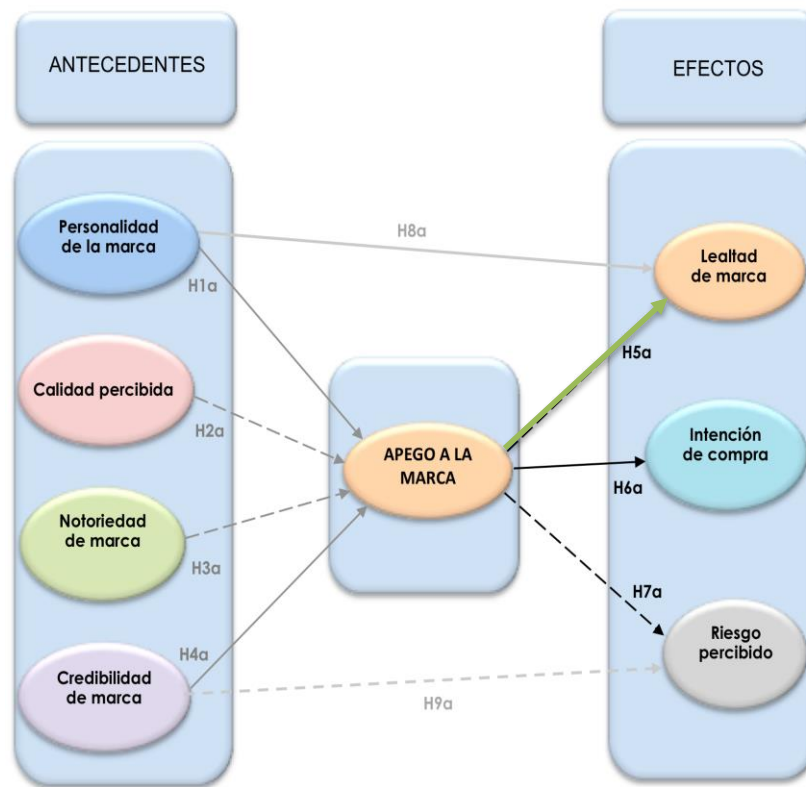 ANTECEDENTES
EFECTOS
Personalidad
de la marca
H8a
Lealtad
de marca
H1a
H5a
Calidad percibida
H2a
APEGO A LA
MARCA
Intención
de compra
H6a
Notoriedad
de marca
H3a
H7a
Riesgo
percibido
H4a
Credibilidad
de marca
H9a